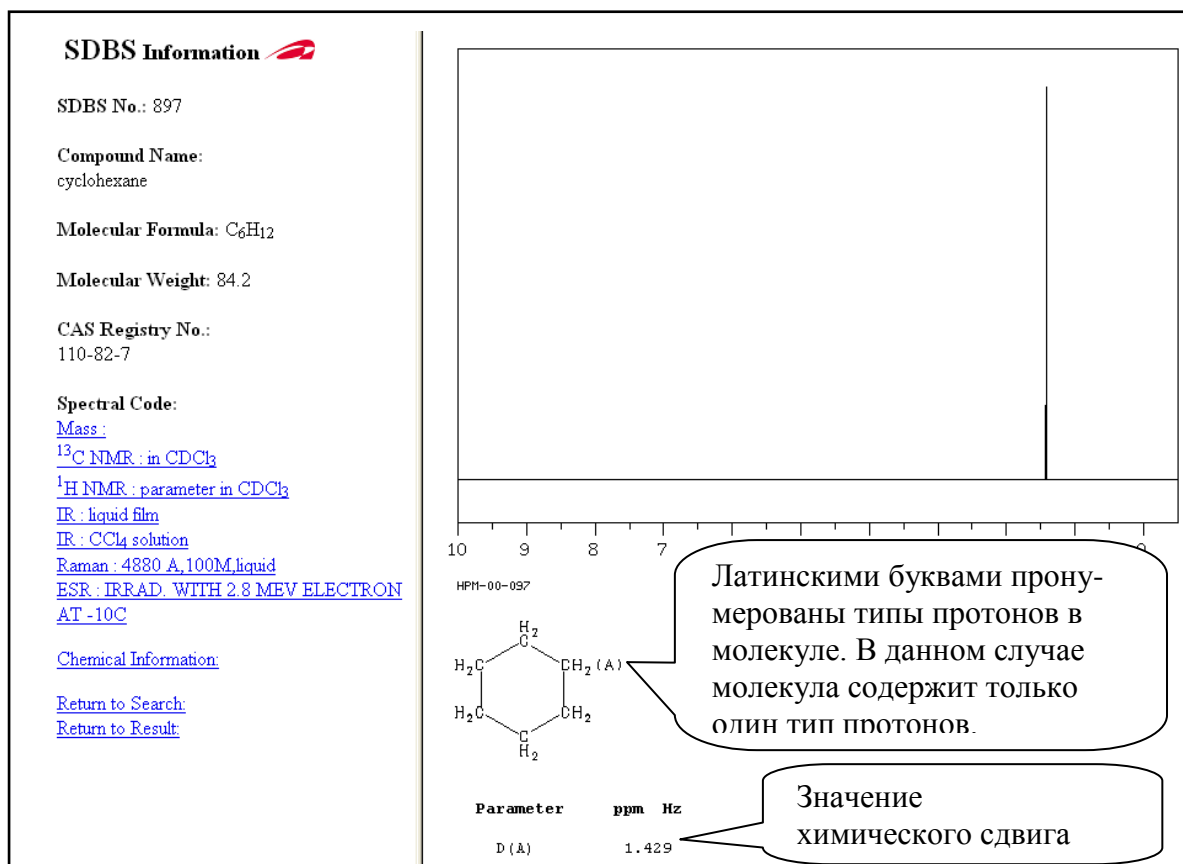 SDBS Information
SDBS No.: 897
Compound Name:
cyclohexane
Molecular Formula: C6H12
Molecular Weight: 84.2
CAS Registry No.:
110-82-7
Spectral Code:
Mass :
13C NMR : in CDCl3
1H NMR : parameter in CDCl3
IR : liquid film
IR : CCl4 solution
Raman : 4880 A,100M,liquid
ESR : IRRAD. WITH 2.8 MEV ELECTRON
AT -10C
Chemical Information:
Return to Search:
Return to Result:
10 9 8 7
HPM-00-097
H2
C
H2C CH2(A)
H2C CH2
C
H2
Латинскими буквами прону-
мерованы типы протонов в
молекуле. В данном случае
молекула содержит только
один тип протонов.
Parameter ppm Hz
D(A) 1.429
Значение
химического сдвига